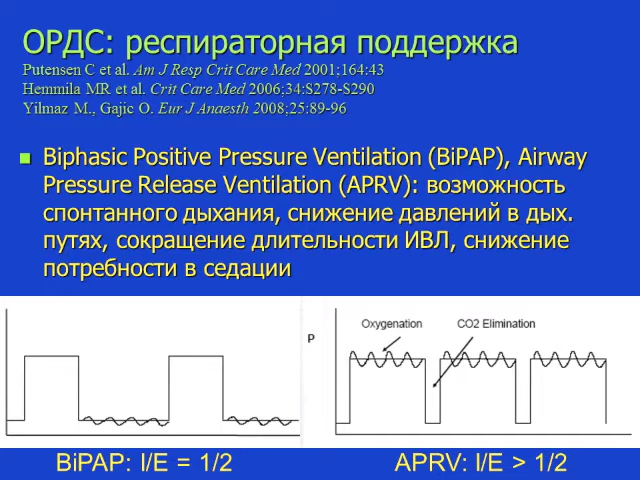 ОРДС: респираторная поддержка
Putensen C et al. Am J Resp Crit Care Med 2001;164:43
Hemmila MR et al. Crit Care Med 2006;34:S278-S290
Yilmaz M., Gajic O. Eur J Anaesth 2008;25:89-96
Biphasic Positive Pressure Ventilation (BiPAP), Airway
Pressure Release Ventilation (APRV): возможность
спонтанного дыхания, снижение давлений в дых.
путях, сокращение длительности ИВЛ, снижение
потребности в седации
Oxygenation
CO2 Elimination
P
BiPAP: I/E = 1/2
APRV: I/E > 1/2